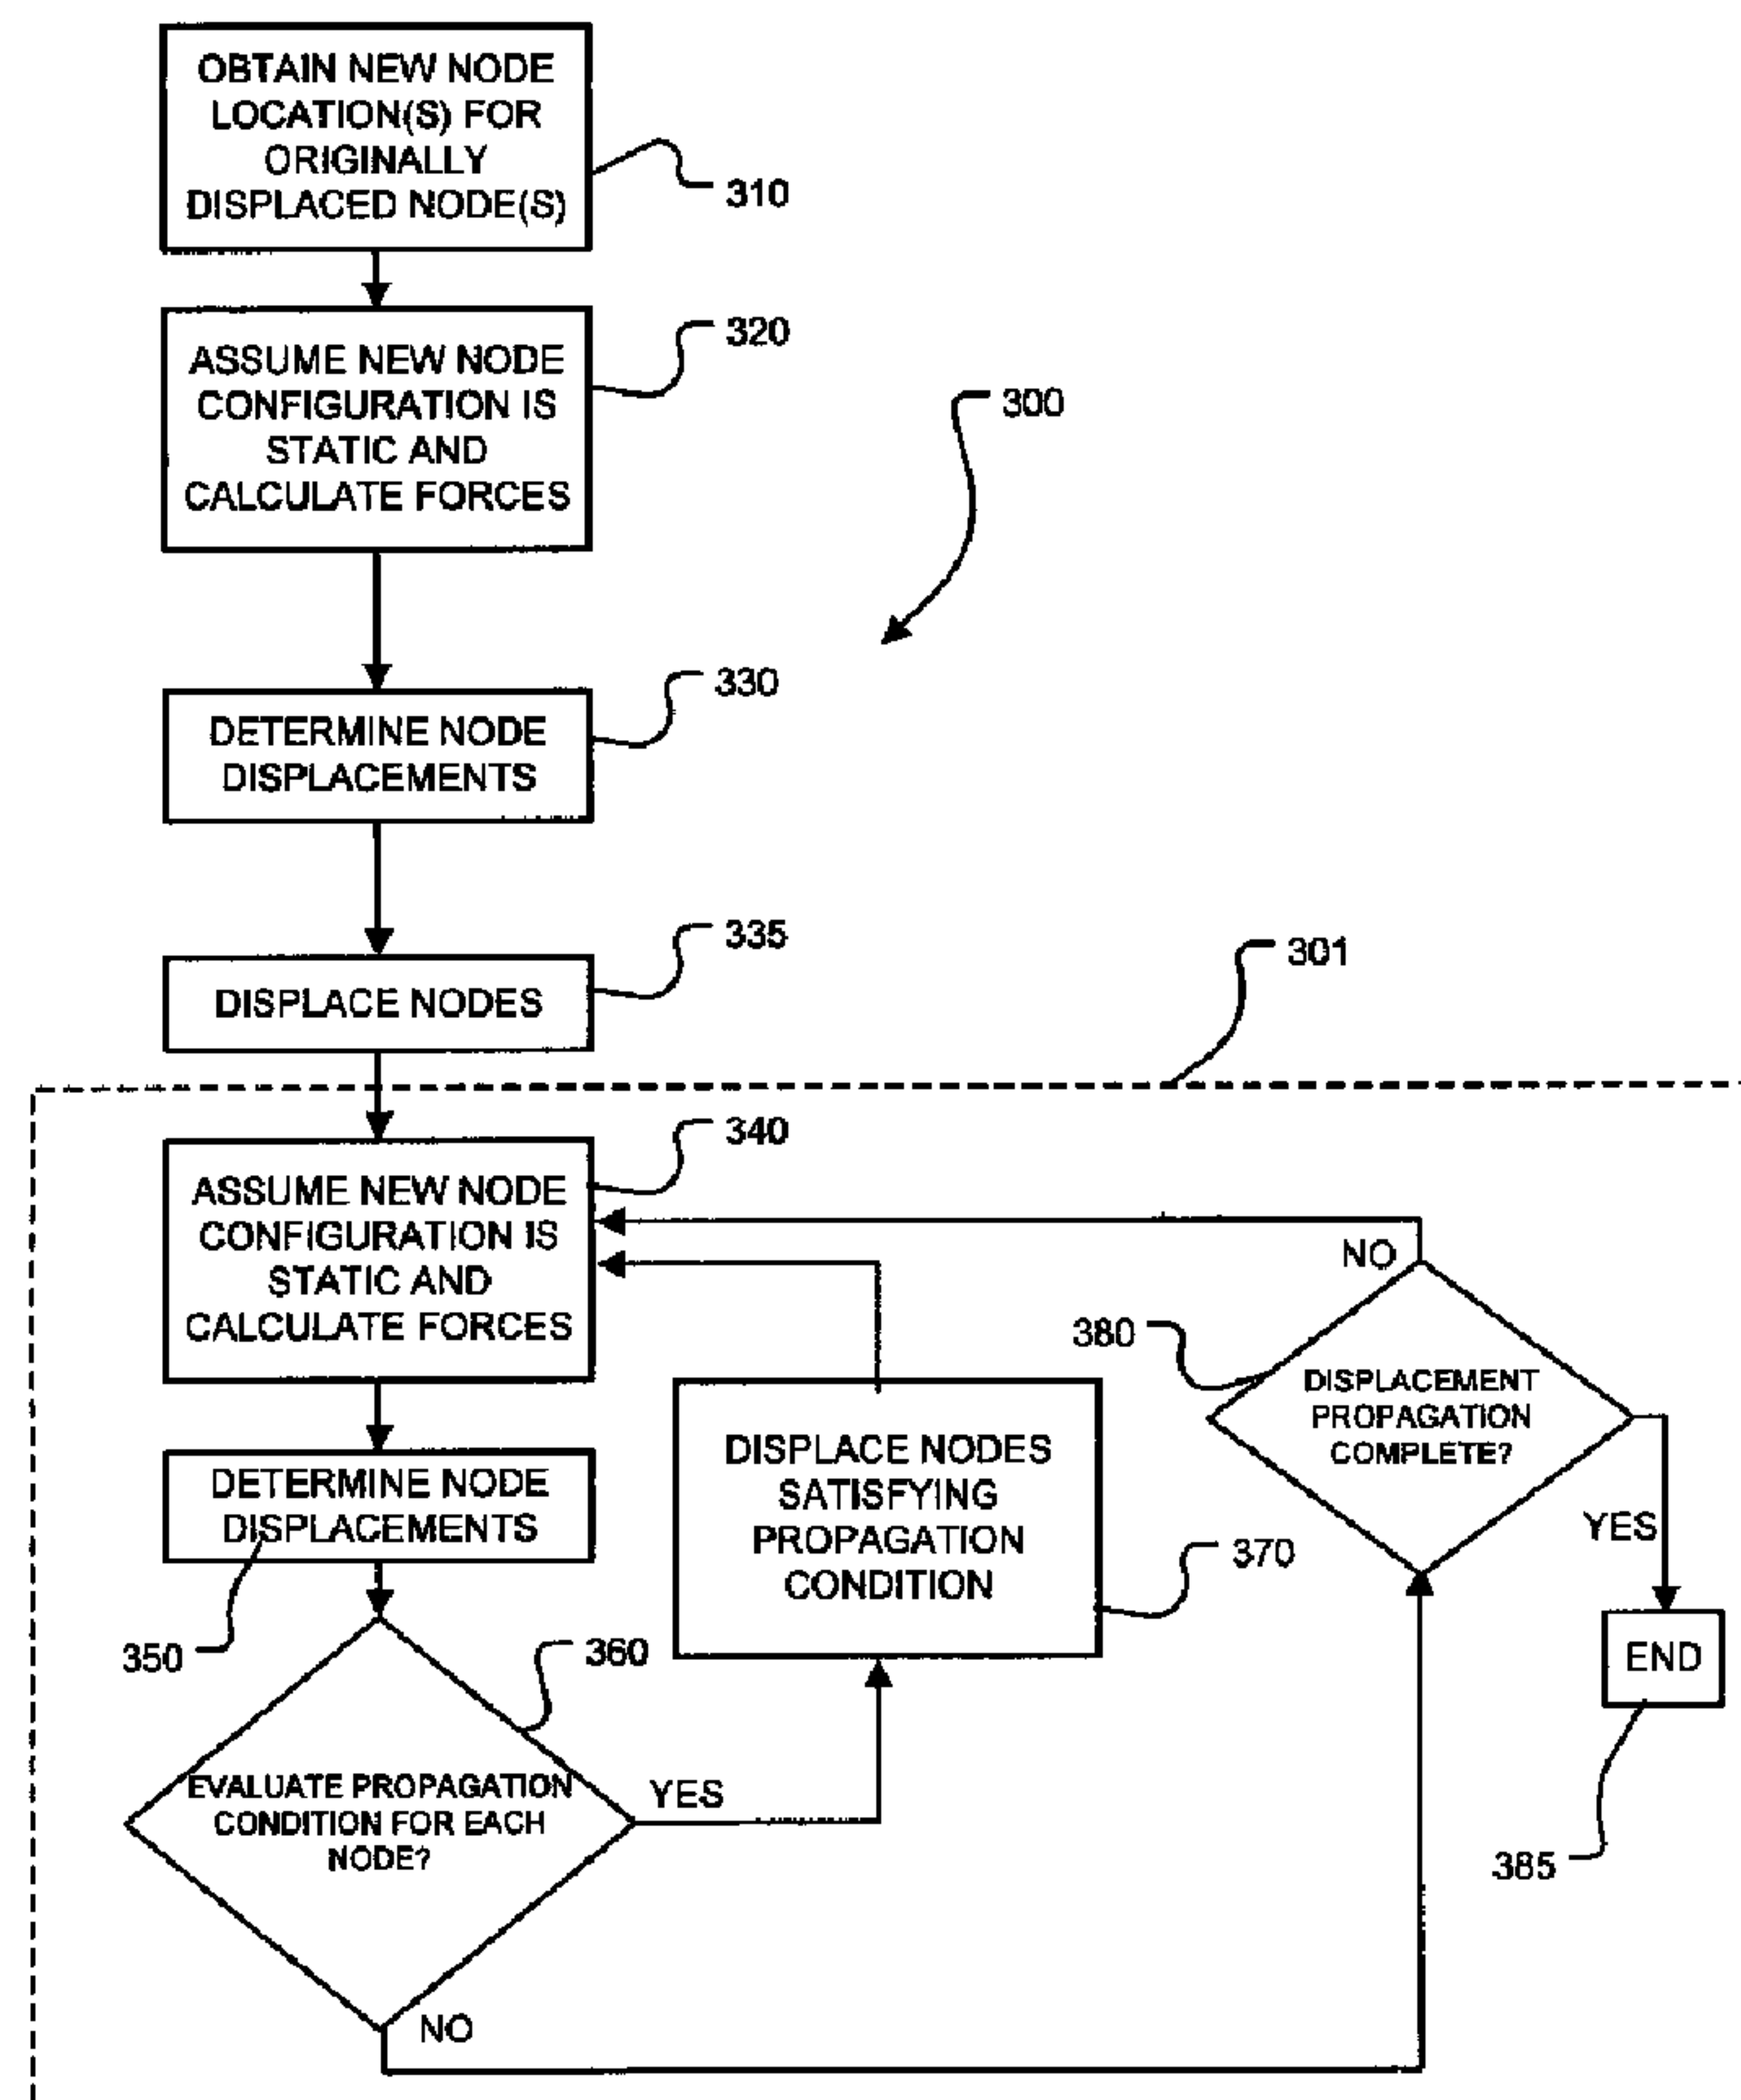 OBTAIN NEW NODE
LOCATION(S) FOR
ORIGINALLY
DISPLACED NODE(S)
310
ASSUME NEW NODE
CONFIGURATION IS
STATIC AND
CALCULATE FORCES
320
300
DETERMINE NODE
DISPLACEMENTS
330
DISPLACE NODES
335
301
ASSUME NEW NODE
CONFIGURATION IS
STATIC AND
CALCULATE FORCES
340
DETERMINE NODE
DISPLACEMENTS
350
EVALUATE PROPAGATION
CONDITION FOR EACH
NODE?
360
YES
NO
DISPLACE NODES
SATISFYING
PROPAGATION
CONDITION
370
NO
380
DISPLACEMENT
PROPAGATION
COMPLETE?
YES
END
385